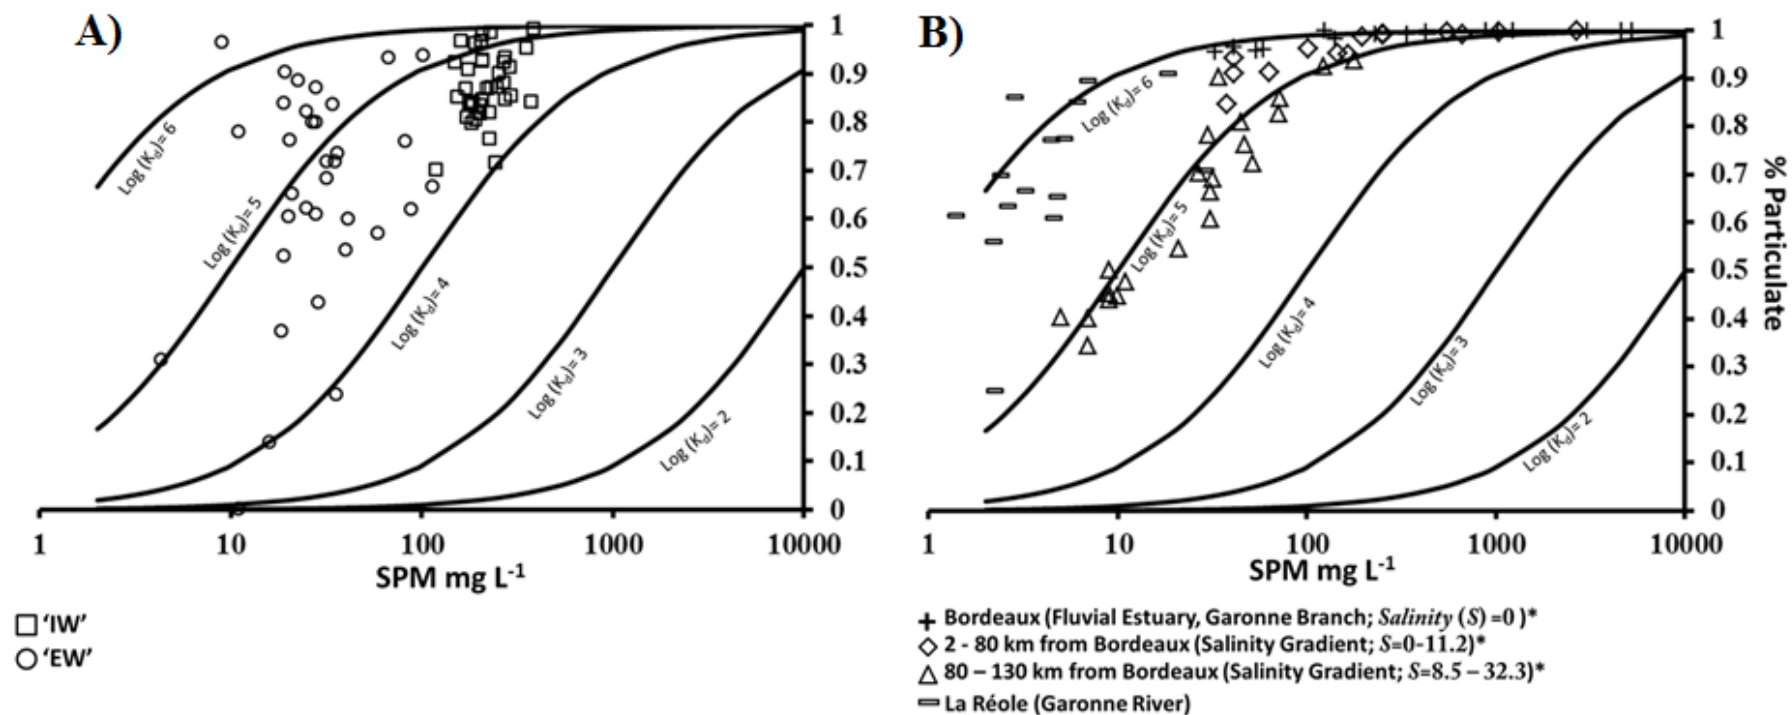 A)
1
0.9
0.8
0.7
0.6
0.5
0.4
0.3
0.2
0.1
0
Log (Kd)= 6
Log (Kd)= 5
Log (Kd)= 4
Log (Kd)= 3
Log (Kd)= 2
1 10 100 1000 10000
SPM mg L-1
□ 'IW'
○ 'EW'
B)
1
0.9
0.8
0.7
0.6
0.5
0.4
0.3
0.2
0.1
0
% Particulate
Log (Kd)= 6
Log (Kd)= 5
Log (Kd)= 4
Log (Kd)= 3
Log (Kd)= 2
1 10 100 1000 10000
SPM mg L-1
Bordeaux (Fluvial Estuary, Garonne Branch; Salinity (S) =0 )*
2 - 80 km from Bordeaux (Salinity Gradient; S=0-11.2)*
80 – 130 km from Bordeaux (Salinity Gradient; S=8.5 – 32.3)*
La Réole (Garonne River)